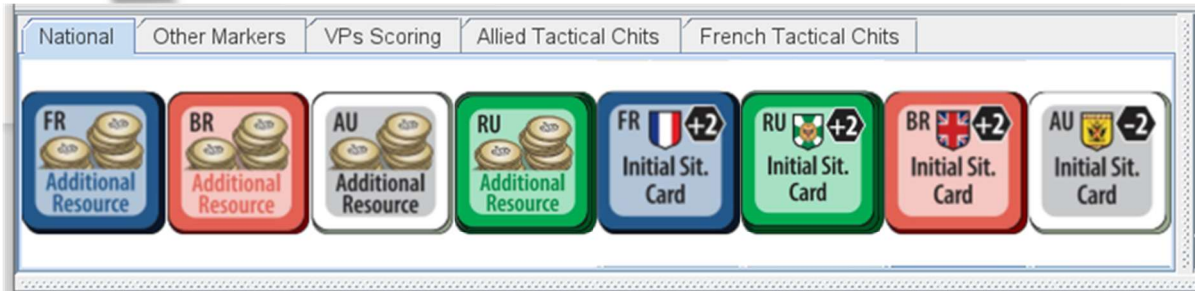 National Other Markers VPs Scoring Allied Tactical Chits French Tactical Chits
FR
Additional
Resource
BR
Additional
Resource
AU
Additional
Resource
RU
Additional
Resource
FR +2
Initial Sit.
Card
RU +2
Initial Sit.
Card
BR +2
Initial Sit.
Card
AU -2
Initial Sit.
Card